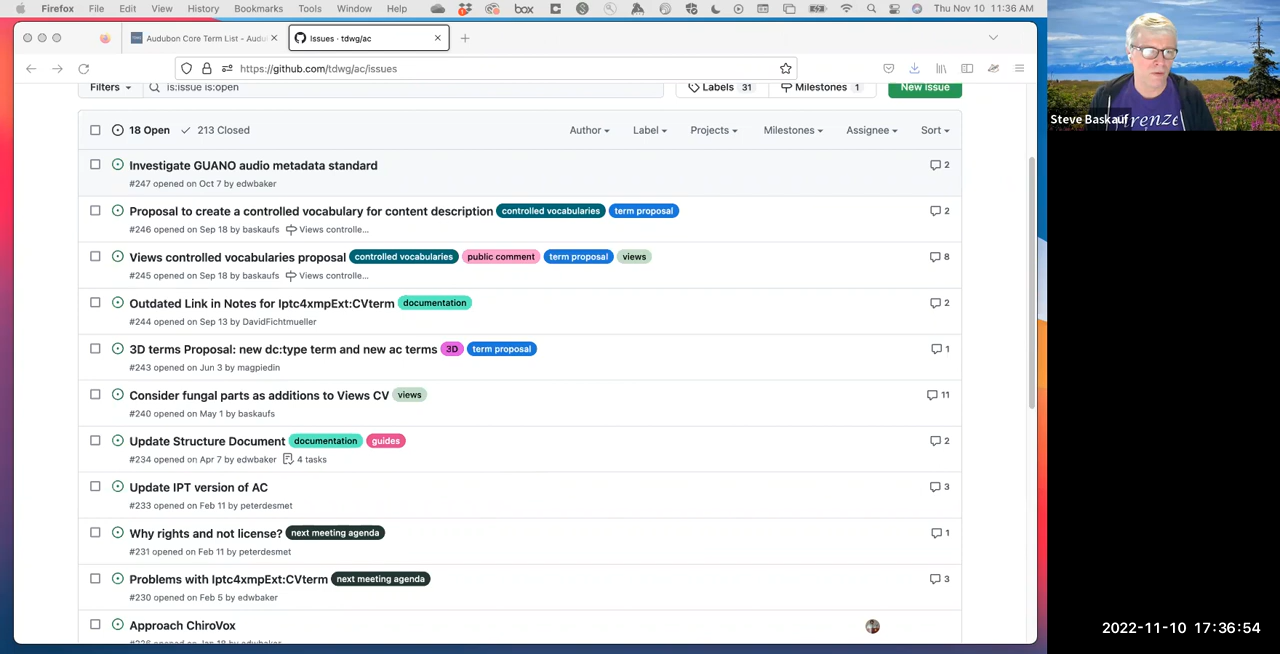 Firefox File Edit View History Bookmarks Tools Window Help box Thu Nov 10 11:36 AM
Audubon Core Term List - Audu
Issues · tdwg/ac
https://github.com/tdwg/ac/issues
Filters is:issue is:open Labels 31 Milestones 1 New issue
18 Open 213 Closed Author Label Projects Milestones Assignee Sort
Investigate GUANO audio metadata standard 2
#247 opened on Oct 7 by edwbaker
Proposal to create a controlled vocabulary for content description controlled vocabularies term proposal 2
#246 opened on Sep 18 by baskaufs Views controlle...
Views controlled vocabularies proposal controlled vocabularies public comment term proposal views 8
#245 opened on Sep 18 by baskaufs Views controlle...
Outdated Link in Notes for Iptc4xmpExt:CVterm documentation 2
#244 opened on Sep 13 by DavidFichtmueller
3D terms Proposal: new dc:type term and new ac terms 3D term proposal 1
#243 opened on Jun 3 by magpiedin
Consider fungal parts as additions to Views CV views 11
#240 opened on May 1 by baskaufs
Update Structure Document documentation guides 2
#234 opened on Apr 7 by edwbaker 4 tasks
Update IPT version of AC 3
#233 opened on Feb 11 by peterdesmet
Why rights and not license? next meeting agenda 1
#231 opened on Feb 11 by peterdesmet
Problems with Iptc4xmpExt:CVterm next meeting agenda 3
#230 opened on Feb 5 by edwbaker
Approach ChiroVox
Steve Baskauf
2022-11-10 17:36:54